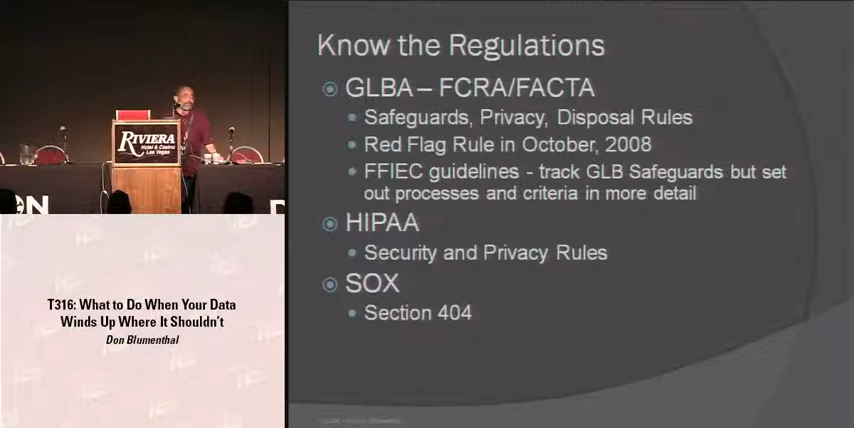 RIVIERA
Hotel & Casino
Las Vegas
T316: What to Do When Your Data
Winds Up Where It Shouldn't
Don Blumenthal
Know the Regulations
GLBA – FCRA/FACTA
Safeguards, Privacy, Disposal Rules
Red Flag Rule in October, 2008
FFIEC guidelines - track GLB Safeguards but set
out processes and criteria in more detail
HIPAA
Security and Privacy Rules
SOX
Section 404